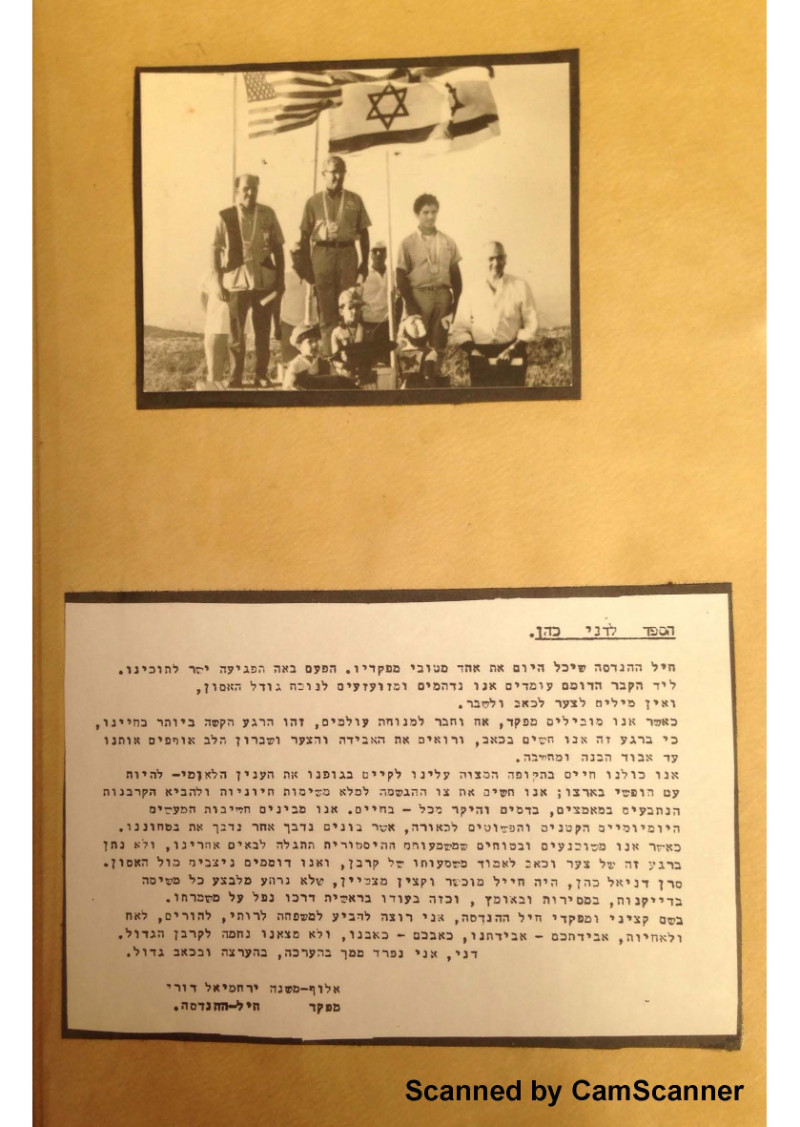 הספד לדני כהן.
חיל ההנדסה שיכל היום את אחד מטובי מפקדיו. הפעם באה הפגיעה ישר לתוכינו.
ליד הקבר הדומם עומדים אנו נדהמים ומזועזעים לנוכח גודל האסון,
ואין מילים לצער לכאב ולשבר.
כאשר אנו מובילים מפקד, אח וחבר למנוחת עולמים, זהו הרגע הקשה ביותר בחיינו,
כי ברגע זה אנו חשים בכאב, ורואים את האבידה והצער ושברון הלב אופפים אותנו
עד אבוד הבנה ומחשבה.
אנו כולנו חיים בתקופה המצוה עלינו לקיים בגופנו את הענין הלאומי- להיות
עם חופשי בארצו; אנו חשים את צו ההגשמה למלא משימות חיוניות ולהביא הקרבנות
הנתבעים במאמצים, בדמים והיקר מכל - בחיים. אנו מבינים חשיבות המעשים
היומיומיים הקטנים והפשוטים לכאורה, אשר בונים נדבך אחר נדבך את בטחוננו.
כאשר אנו משוכנעים ובטוחים שמשמעותם ההיסטורית תתגלה לבאים אחרינו, ולא נתן
ברגע זה של צער וכאב לאמוד משמעותו של קרבן, ואנו דוממים ניצבים מול האסון.
סרן דניאל כהן, היה חייל מוכשר וקצין מצטיין, שלא נרתע מלבצע כל משימה
בדייקנות, במסירות ובאומץ , וכזה בעודו בראשית דרכו נפל על משמרתו.
בשם קציני ומפקדי חיל ההנדסה, אני רוצה להביע למשפחה לרותי, להורים, לאח
ולאחיות, אבידתכם - אבידתנו, כאבכם - כאבנו, ולא מצאנו נחמה לקרבן הגדול.
דני, אני נפרד ממך בהערכה, בהערצה ובכאב גדול.
אלוף-משנה ירחמיאל דורי
מפקד חיל-ההנדסה.
Scanned by CamScanner